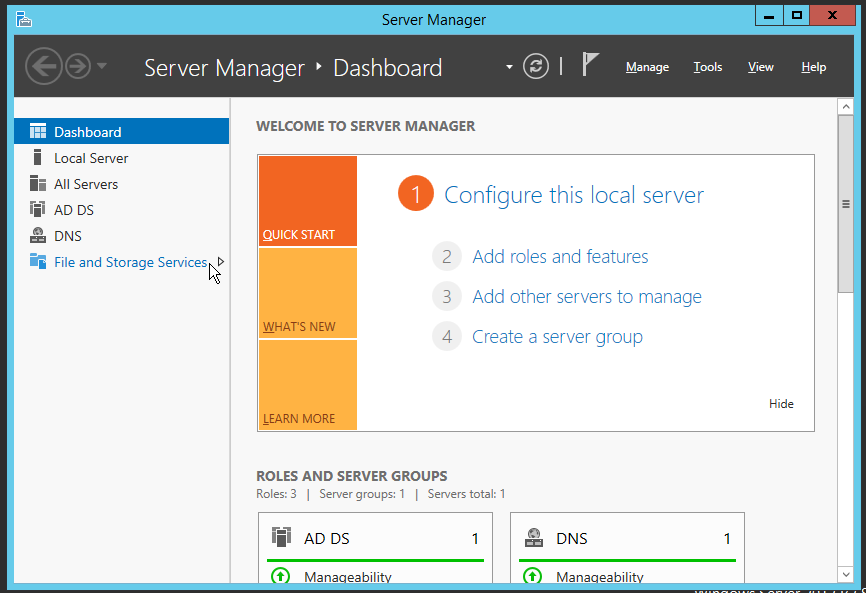 Server Manager
Server Manager ‣ Dashboard
Manage Tools View Help
Dashboard
Local Server
All Servers
AD DS
DNS
File and Storage Services
WELCOME TO SERVER MANAGER
QUICK START
WHAT'S NEW
LEARN MORE
1 Configure this local server
2 Add roles and features
3 Add other servers to manage
4 Create a server group
Hide
ROLES AND SERVER GROUPS
Roles: 3 | Server groups: 1 | Servers total: 1
AD DS 1
Manageability
DNS 1
Manageability